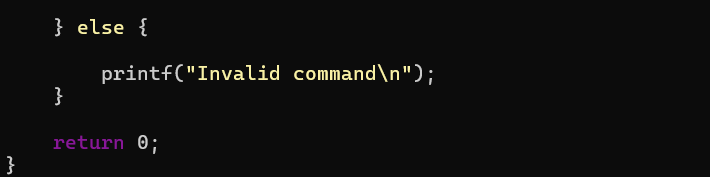 } else {
        printf("Invalid command\n");
    }
    return 0;
}